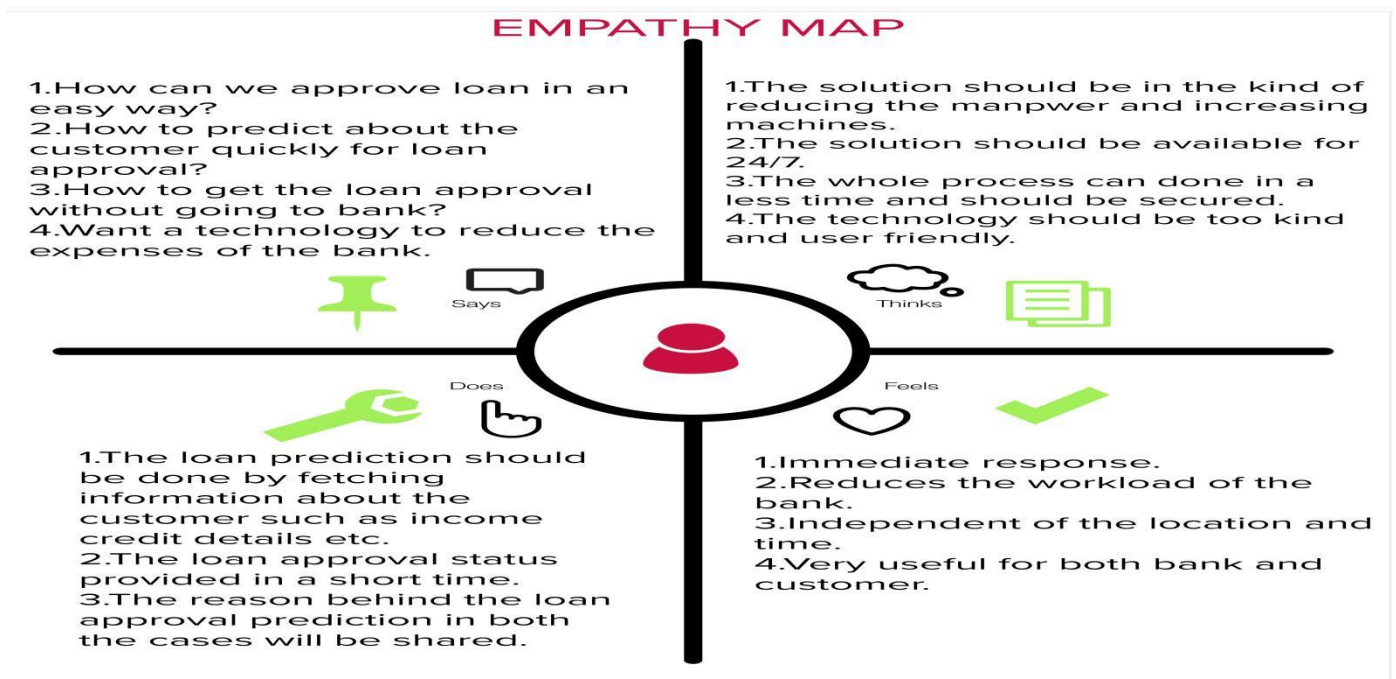 EMPATHY MAP
1.How can we approve loan in an
easy way?
2.How to predict about the
customer quickly for loan
approval?
3.How to get the loan approval
without going to bank?
4.Want a technology to reduce the
expenses of the bank.
Says
1.The solution should be in the kind of
reducing the manpwer and increasing
machines.
2.The solution should be available for
24/7.
3.The whole process can done in a
less time and should be secured.
4.The technology should be too kind
and user friendly.
Thinks
Does
1.The loan prediction should
be done by fetching
information about the
customer such as income
credit details etc.
2.The loan approval status
provided in a short time.
3.The reason behind the loan
approval prediction in both
the cases will be shared.
Feels
1.Immediate response.
2.Reduces the workload of the
bank.
3.Independent of the location and
time.
4.Very useful for both bank and
customer.